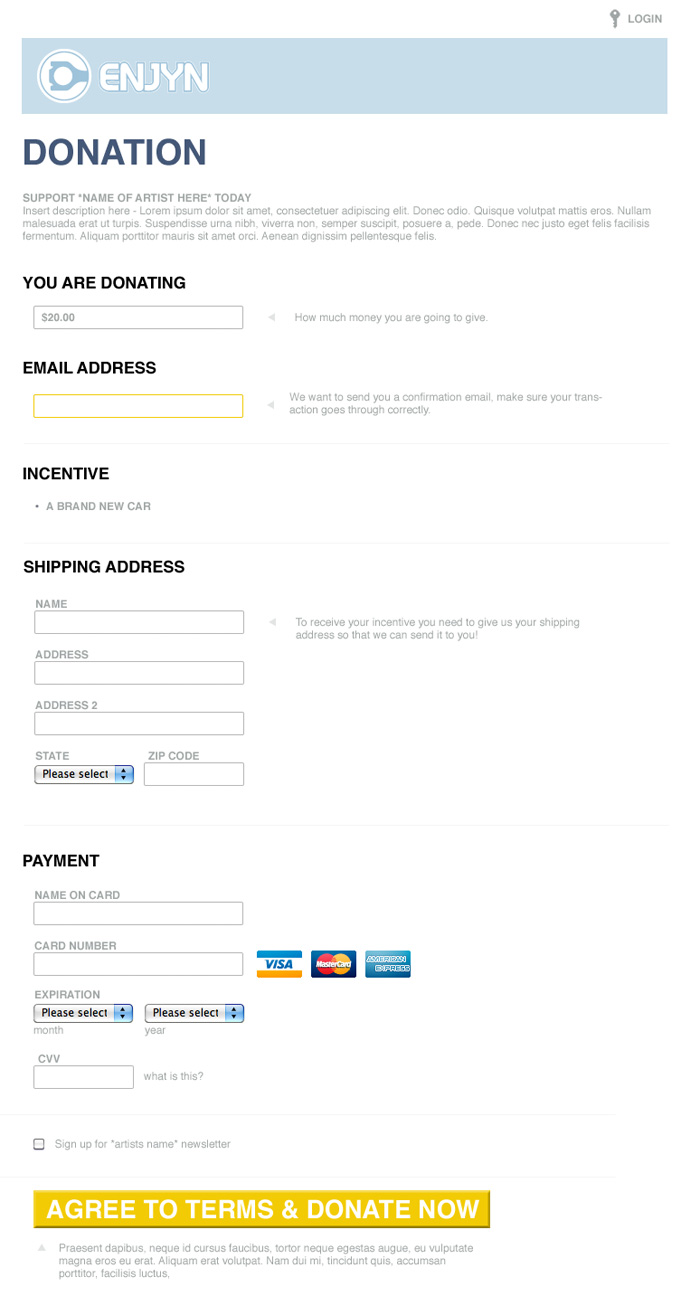 LOGIN
ENJYN
DONATION
SUPPORT *NAME OF ARTIST HERE* TODAY
Insert description here - Lorem ipsum dolor sit amet, consectetuer adipiscing elit. Donec odio. Quisque volutpat mattis eros. Nullam
malesuada erat ut turpis. Suspendisse urna nibh, viverra non, semper suscipit, posuere a, pede. Donec nec justo eget felis facilisis
fermentum. Aliquam porttitor mauris sit amet orci. Aenean dignissim pellentesque felis.
YOU ARE DONATING
$20.00
How much money you are going to give.
EMAIL ADDRESS
We want to send you a confirmation email, make sure your trans-
action goes through correctly.
INCENTIVE
• A BRAND NEW CAR
SHIPPING ADDRESS
NAME
To receive your incentive you need to give us your shipping
address so that we can send it to you!
ADDRESS
ADDRESS 2
STATE ZIP CODE
Please select
PAYMENT
NAME ON CARD
CARD NUMBER
VISA MasterCard AMERICAN EXPRESS
EXPIRATION
Please select Please select
month year
CVV
what is this?
Sign up for *artists name* newsletter
AGREE TO TERMS & DONATE NOW
Praesent dapibus, neque id cursus faucibus, tortor neque egestas augue, eu vulputate
magna eros eu erat. Aliquam erat volutpat. Nam dui mi, tincidunt quis, accumsan
porttitor, facilisis luctus,